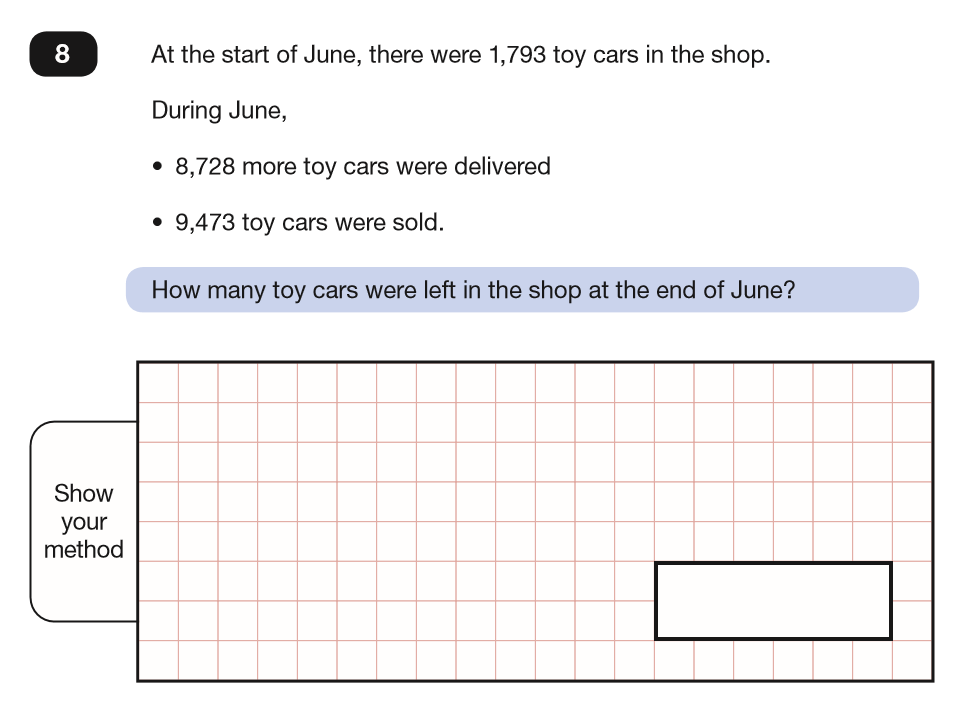 8
At the start of June, there were 1,793 toy cars in the shop.
During June,
• 8,728 more toy cars were delivered
• 9,473 toy cars were sold.
How many toy cars were left in the shop at the end of June?
Show
your
method